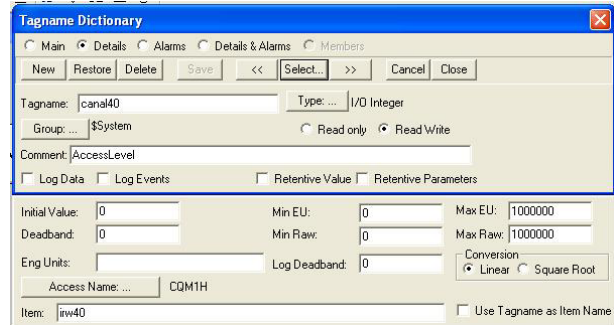 Tagname Dictionary
Main Details Alarms Details & Alarms Members
New Restore Delete Save << Select... >> Cancel Close
Tagname: canal40 Type: ... I/O Integer
Group: ... $System Read only Read Write
Comment: AccessLevel
Log Data Log Events Retentive Value Retentive Parameters
Initial Value: 0 Min EU: 0 Max EU: 1000000
Deadband: 0 Min Raw: 0 Max Raw: 1000000
Eng Units: Log Deadband: 0 Conversion
Linear Square Root
Access Name: ... CQM1H
Item: irw40 Use Tagname as Item Name